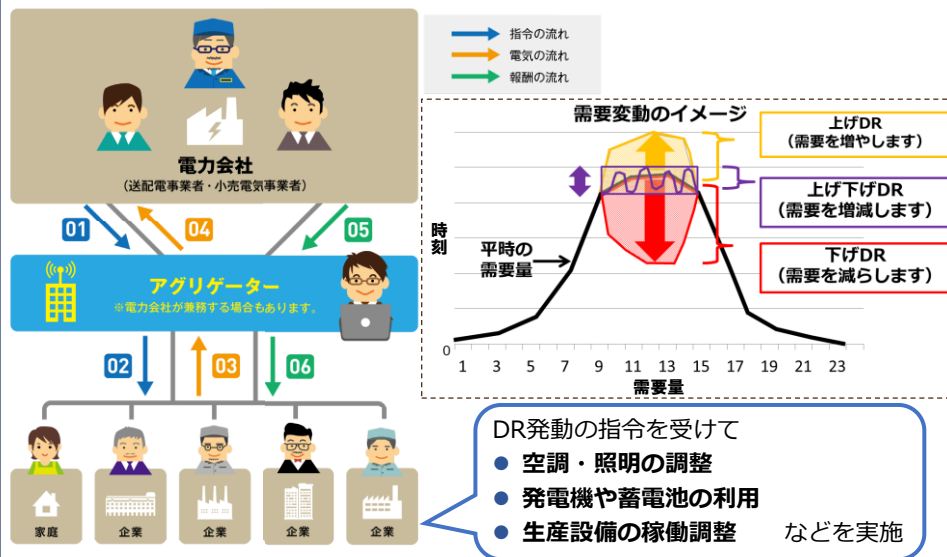 電力会社
(送配電事業者・小売電気事業者)
01
04
05
アグリゲーター
※電力会社が兼務する場合もあります。
02
03
06
家庭
企業
企業
企業
企業
指令の流れ
電気の流れ
報酬の流れ
需要変動のイメージ
上げDR
(需要を増やします)
上げ下げDR
(需要を増減します)
下げDR
(需要を減らします)
時刻
平時の
需要量
0
1 3 5 7 9 11 13 15 17 19 21 23
需要量
DR発動の指令を受けて
● 空調・照明の調整
● 発電機や蓄電池の利用
● 生産設備の稼働調整 などを実施